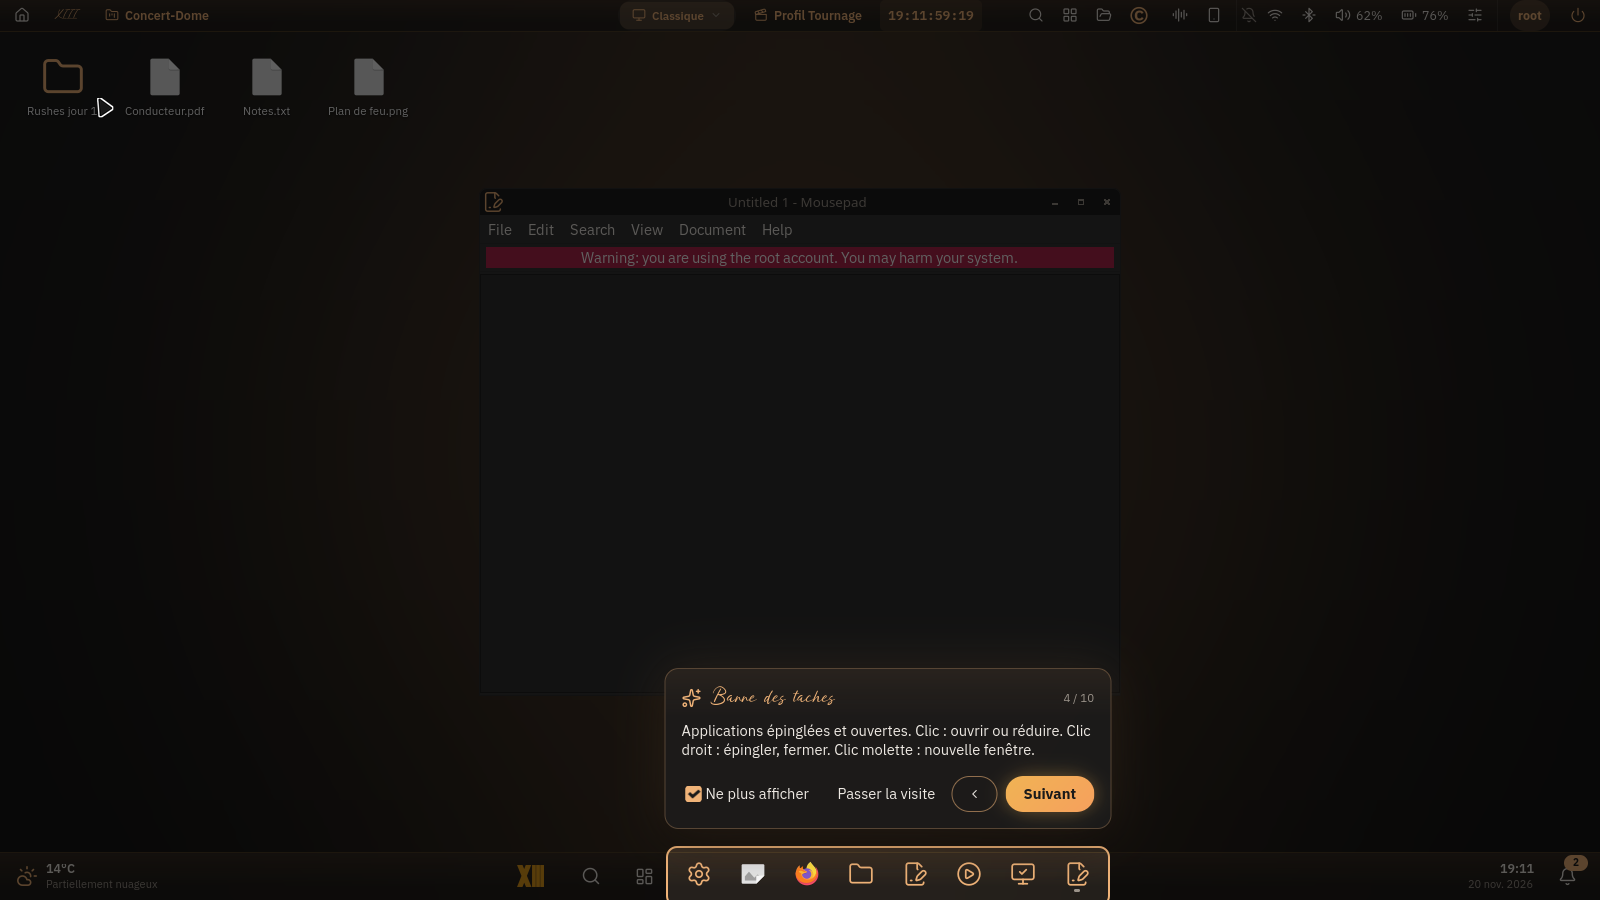 XIII
Concert-Dome
Classique
Profil Tournage
19:11:59:19
62%
76%
root
Rushes jour 1
Conducteur.pdf
Notes.txt
Plan de feu.png
Untitled 1 - Mousepad
File Edit Search View Document Help
Warning: you are using the root account. You may harm your system.
Barre des taches
4 / 10
Applications épinglées et ouvertes. Clic : ouvrir ou réduire. Clic
droit : épingler, fermer. Clic molette : nouvelle fenêtre.
Ne plus afficher
Passer la visite
Suivant
14°C
Partiellement nuageux
XIII
19:11
20 nov. 2026
2